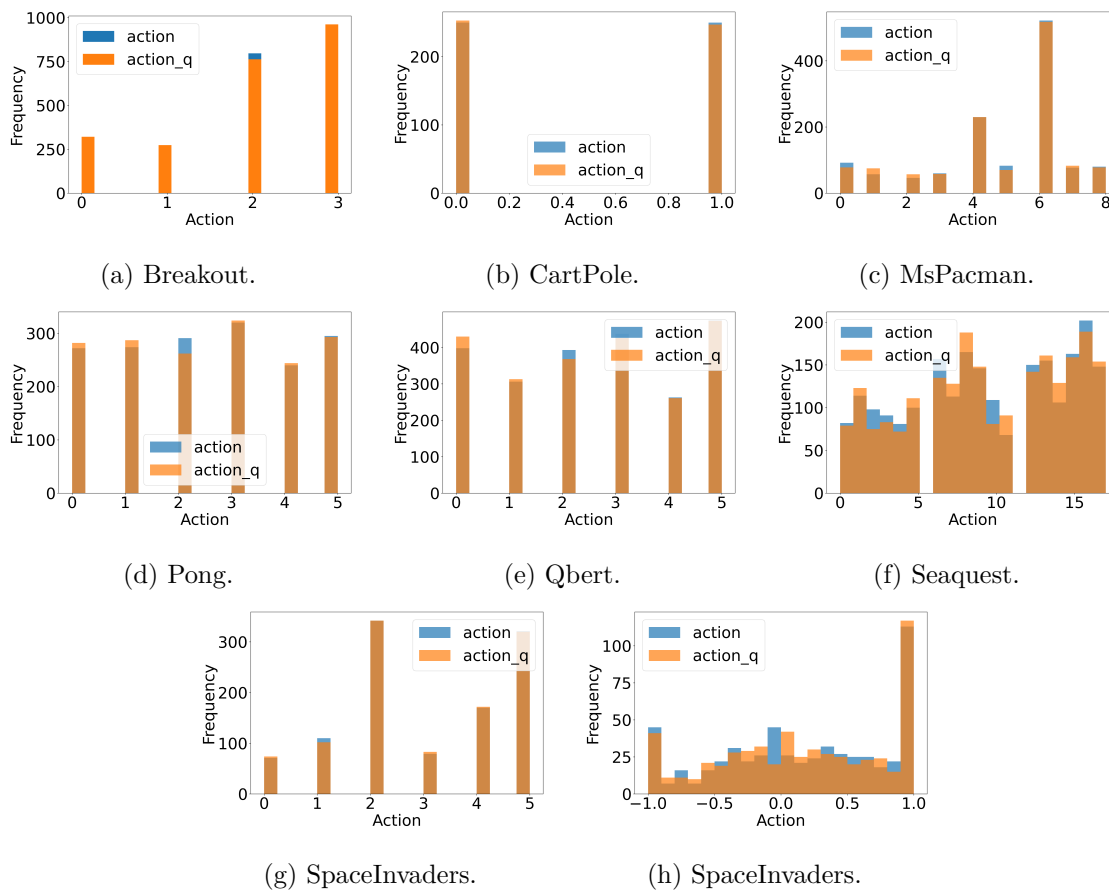 1000
750
500
250
0
Frequency
action
action_q
0 1 2 3
Action
(a) Breakout.
200
100
0
Frequency
action
action_q
0.0 0.2 0.4 0.6 0.8 1.0
Action
(b) CartPole.
400
200
0
Frequency
action
action_q
0 2 4 6 8
Action
(c) MsPacman.
300
200
100
0
Frequency
action
action_q
0 1 2 3 4 5
Action
(d) Pong.
400
300
200
100
0
Frequency
action
action_q
0 1 2 3 4 5
Action
(e) Qbert.
200
150
100
50
0
Frequency
action
action_q
0 5 10 15
Action
(f) Seaquest.
300
200
100
0
Frequency
action
action_q
0 1 2 3 4 5
Action
(g) SpaceInvaders.
100
75
50
25
0
Frequency
action
action_q
−1.0 −0.5 0.0 0.5 1.0
Action
(h) SpaceInvaders.